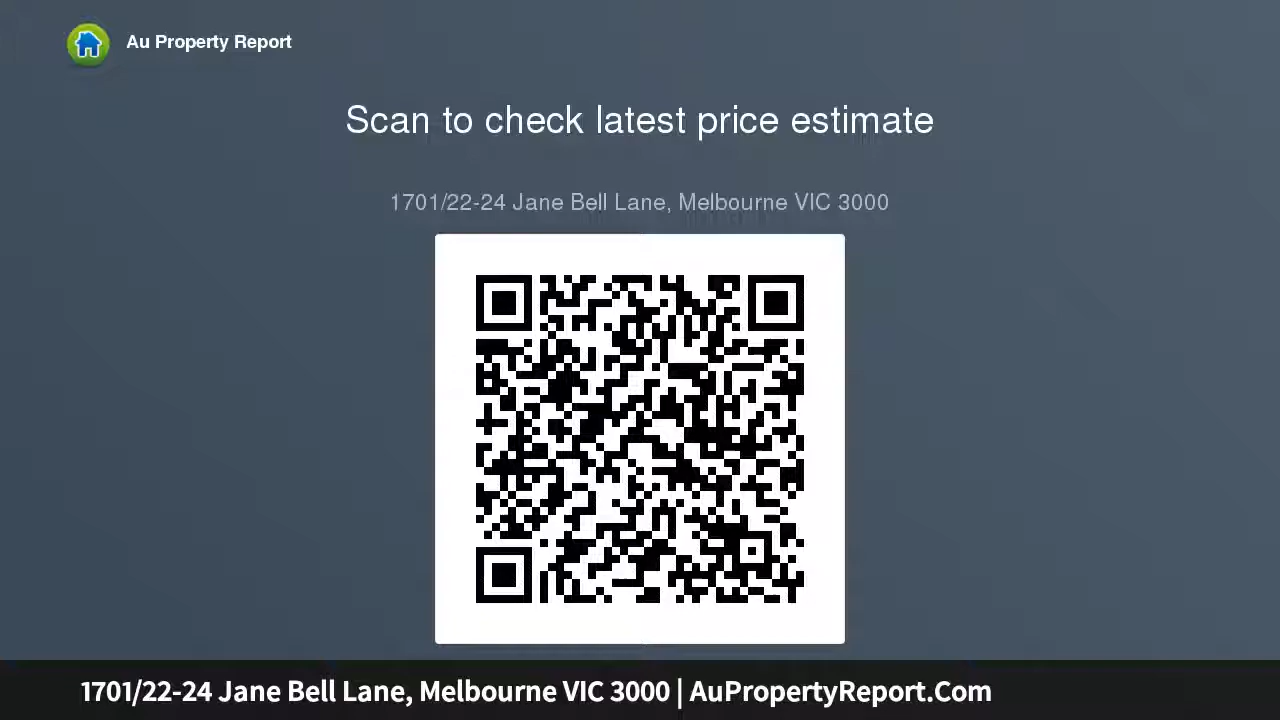 Au Property Report
Scan to check latest price estimate
1701/22-24 Jane Bell Lane, Melbourne VIC 3000
1701/22-24 Jane Bell Lane, Melbourne VIC 3000 | AuPropertyReport.Com